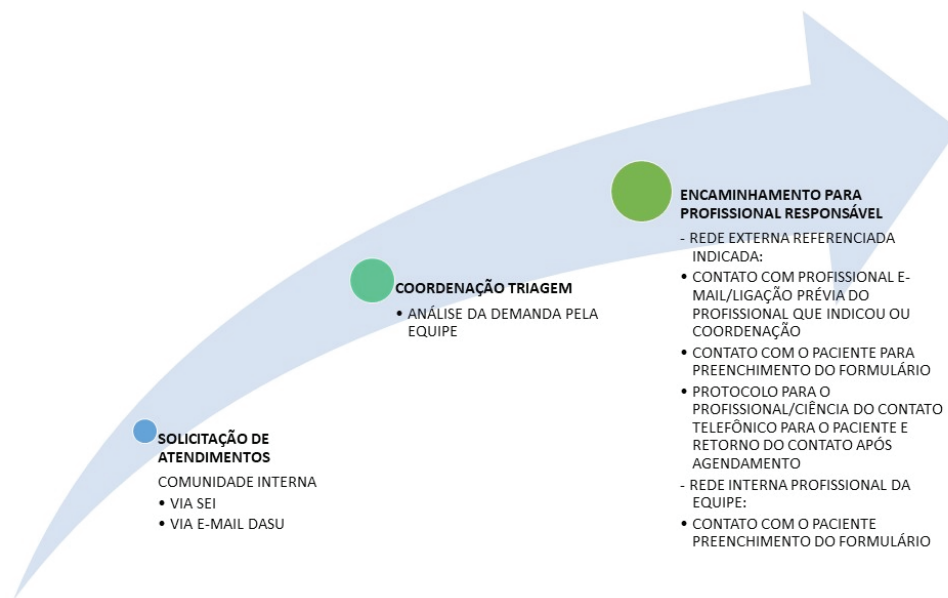 SOLICITAÇÃO DE
ATENDIMENTOS
COMUNIDADE INTERNA
• VIA SEI
• VIA E-MAIL DASU
COORDENAÇÃO TRIAGEM
• ANÁLISE DA DEMANDA PELA
EQUIPE
ENCAMINHAMENTO PARA
PROFISSIONAL RESPONSÁVEL
- REDE EXTERNA REFERENCIADA
INDICADA:
• CONTATO COM PROFISSIONAL E-
MAIL/LIGAÇÃO PRÉVIA DO
PROFISSIONAL QUE INDICOU OU
COORDENAÇÃO
• CONTATO COM O PACIENTE PARA
PREENCHIMENTO DO FORMULÁRIO
• PROTOCOLO PARA O
PROFISSIONAL/CIÊNCIA DO CONTATO
TELEFÔNICO PARA O PACIENTE E
RETORNO DO CONTATO APÓS
AGENDAMENTO
- REDE INTERNA PROFISSIONAL DA
EQUIPE:
• CONTATO COM O PACIENTE
PREENCHIMENTO DO FORMULÁRIO